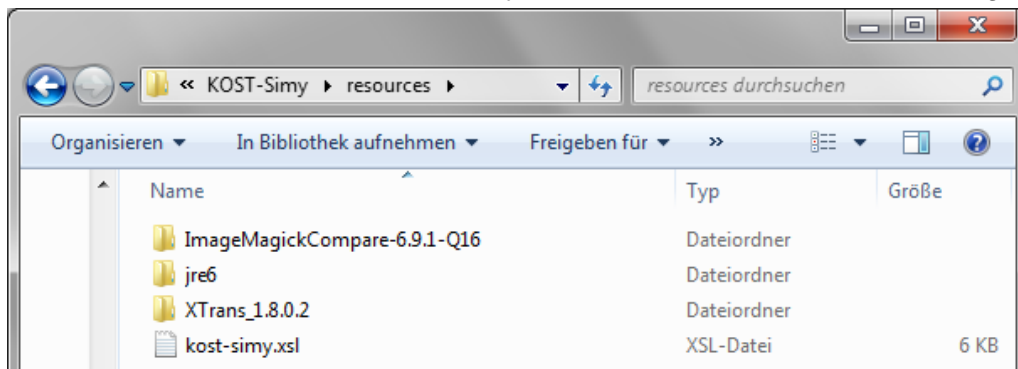 « KOST-Simy resources resources durchsuchen
Organisieren In Bibliothek aufnehmen Freigeben für »
Name Typ Größe
ImageMagickCompare-6.9.1-Q16 Dateiordner
jre6 Dateiordner
XTrans_1.8.0.2 Dateiordner
kost-simy.xsl XSL-Datei 6 KB